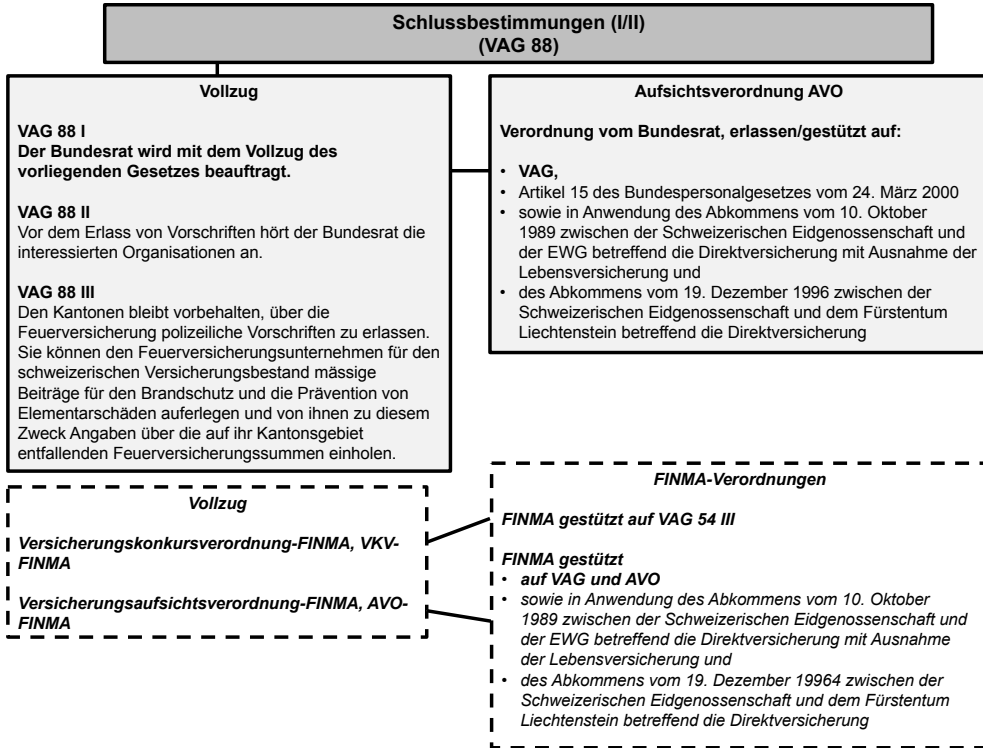 Schlussbestimmungen (I/II)
(VAG 88)
Vollzug
VAG 88 I
Der Bundesrat wird mit dem Vollzug des
vorliegenden Gesetzes beauftragt.
VAG 88 II
Vor dem Erlass von Vorschriften hört der Bundesrat die
interessierten Organisationen an.
VAG 88 III
Den Kantonen bleibt vorbehalten, über die
Feuerversicherung polizeiliche Vorschriften zu erlassen.
Sie können den Feuerversicherungsunternehmen für den
schweizerischen Versicherungsbestand mässige
Beiträge für den Brandschutz und die Prävention von
Elementarschäden auferlegen und von ihnen zu diesem
Zweck Angaben über die auf ihr Kantonsgebiet
entfallenden Feuerversicherungssummen einholen.
Aufsichtsverordnung AVO
Verordnung vom Bundesrat, erlassen/gestützt auf:
• VAG,
• Artikel 15 des Bundespersonalgesetzes vom 24. März 2000
• sowie in Anwendung des Abkommens vom 10. Oktober
1989 zwischen der Schweizerischen Eidgenossenschaft und
der EWG betreffend die Direktversicherung mit Ausnahme der
Lebensversicherung und
• des Abkommens vom 19. Dezember 1996 zwischen der
Schweizerischen Eidgenossenschaft und dem Fürstentum
Liechtenstein betreffend die Direktversicherung
Vollzug
Versicherungskonkursverordnung-FINMA, VKV-
FINMA
Versicherungsaufsichtsverordnung-FINMA, AVO-
FINMA
FINMA-Verordnungen
FINMA gestützt auf VAG 54 III
FINMA gestützt
• auf VAG und AVO
• sowie in Anwendung des Abkommens vom 10. Oktober
1989 zwischen der Schweizerischen Eidgenossenschaft und
der EWG betreffend die Direktversicherung mit Ausnahme
der Lebensversicherung und
• des Abkommens vom 19. Dezember 19964 zwischen der
Schweizerischen Eidgenossenschaft und dem Fürstentum
Liechtenstein betreffend die Direktversicherung